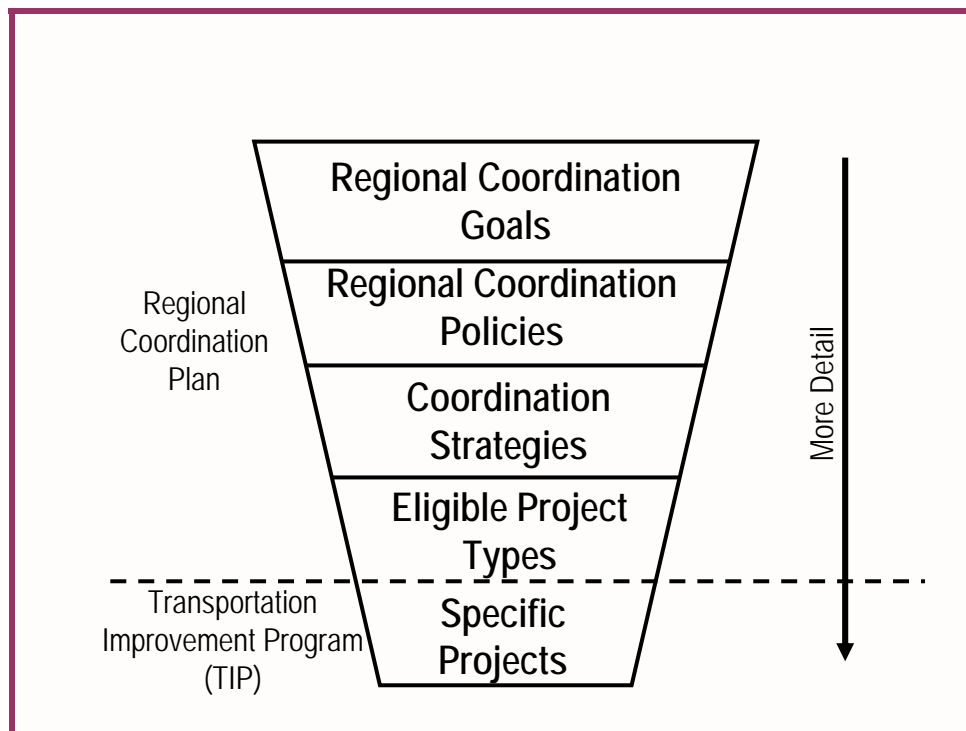 Regional Coordination
Goals
Regional Coordination
Policies
Regional
Coordination
Plan
Coordination
Strategies
More Detail
Eligible Project
Types
Transportation
Improvement Program
(TIP)
Specific
Projects